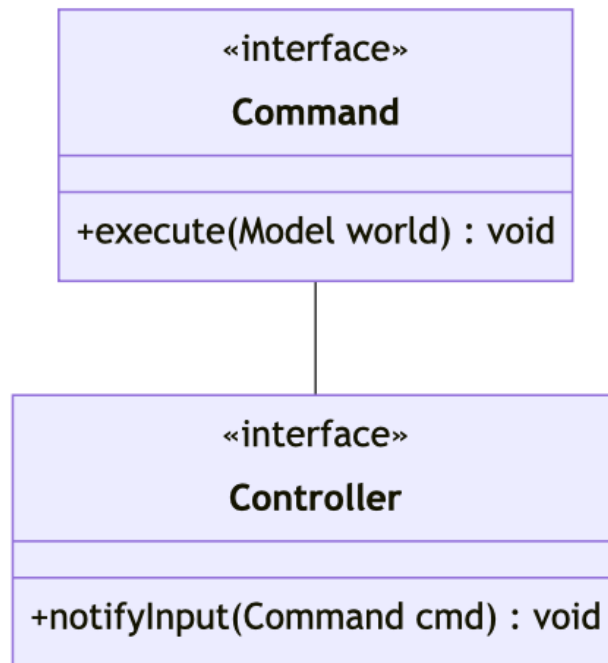 «interface»
Command
+execute(Model world) : void
«interface»
Controller
+notifyInput(Command cmd) : void